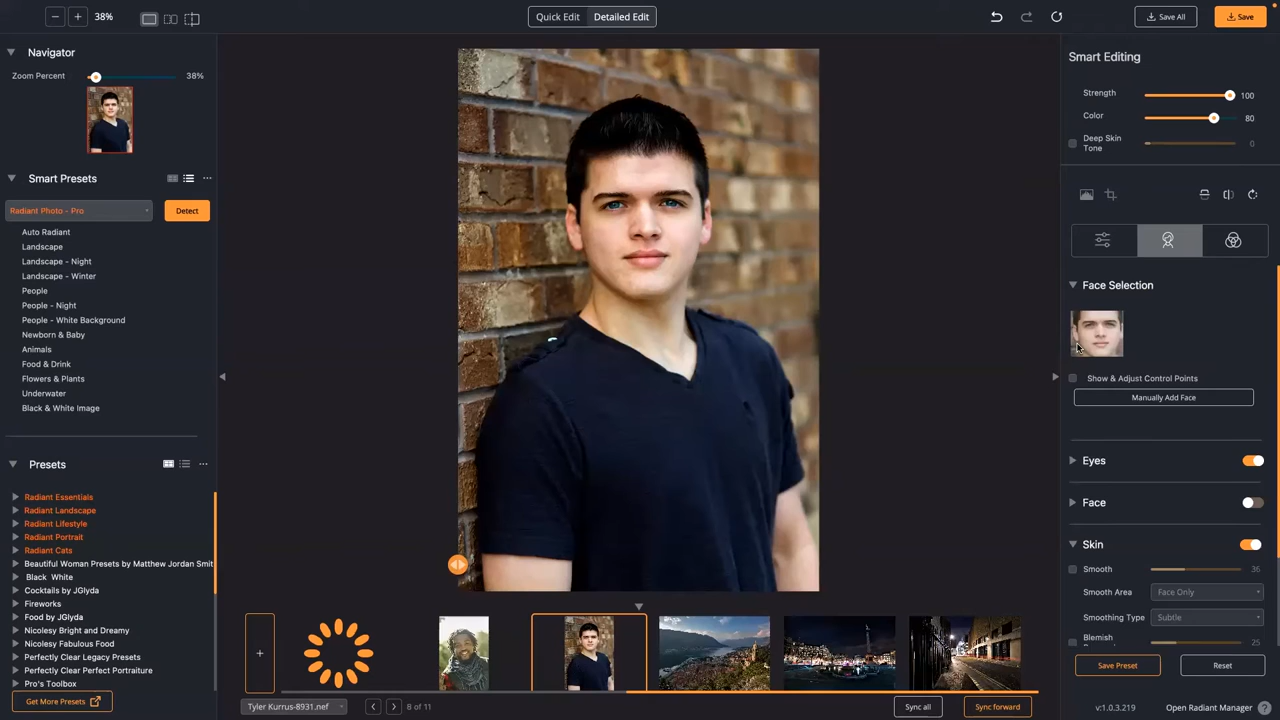 38%
Quick Edit
Detailed Edit
Save All
Save
Navigator
Zoom Percent
38%
Smart Presets
Radiant Photo - Pro
Detect
Auto Radiant
Landscape
Landscape - Night
Landscape - Winter
People
People - Night
People - White Background
Newborn & Baby
Animals
Food & Drink
Flowers & Plants
Underwater
Black & White Image
Presets
Radiant Essentials
Radiant Landscape
Radiant Lifestyle
Radiant Portrait
Radiant Cats
Beautiful Woman Presets by Matthew Jordan Smit
Black White
Cocktails by JGlyda
Fireworks
Food by JGlyda
Nicolesy Bright and Dreamy
Nicolesy Fabulous Food
Perfectly Clear Legacy Presets
Perfectly Clear Perfect Portraiture
Pro's Toolbox
Get More Presets
Tyler Kurrus-8931.nef
8 of 11
Sync all
Sync forward
Smart Editing
Strength
100
Color
80
Deep Skin
Tone
0
Face Selection
Show & Adjust Control Points
Manually Add Face
Eyes
Face
Skin
Smooth
36
Smooth Area
Face Only
Smoothing Type
Subtle
Blemish
25
Save Preset
Reset
v:1.0.3.219
Open Radiant Manager
?